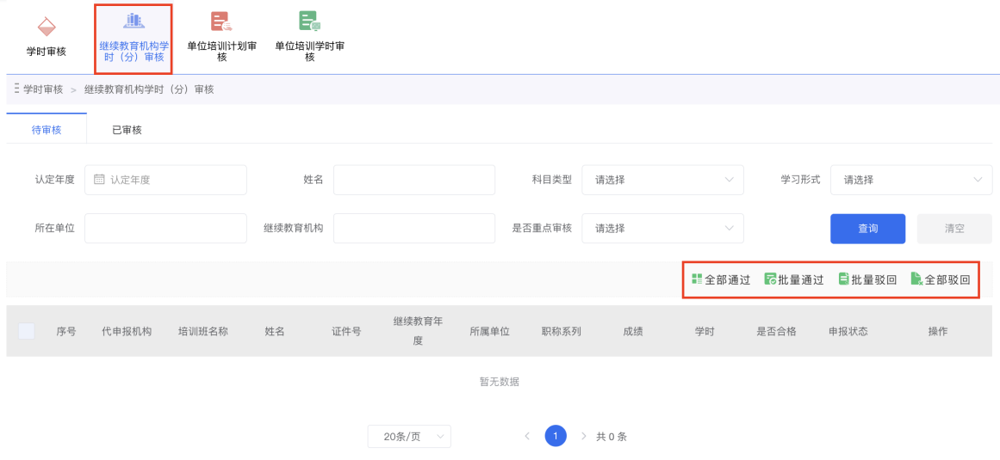 学时审核
继续教育机构学
时（分）审核
单位培训计划审
核
单位培训学时审
核
学时审核 > 继续教育机构学时（分）审核
待审核 已审核
认定年度 认定年度 姓名 科目类型 请选择 学习形式 请选择
所在单位 继续教育机构 是否重点审核 请选择 查询 清空
全部通过 批量通过 批量驳回 全部驳回
序号 代申报机构 培训班名称 姓名 证件号 继续教育年
度 所属单位 职称系列 成绩 学时 是否合格 申报状态 操作
暂无数据
20条/页 < 1 > 共 0 条